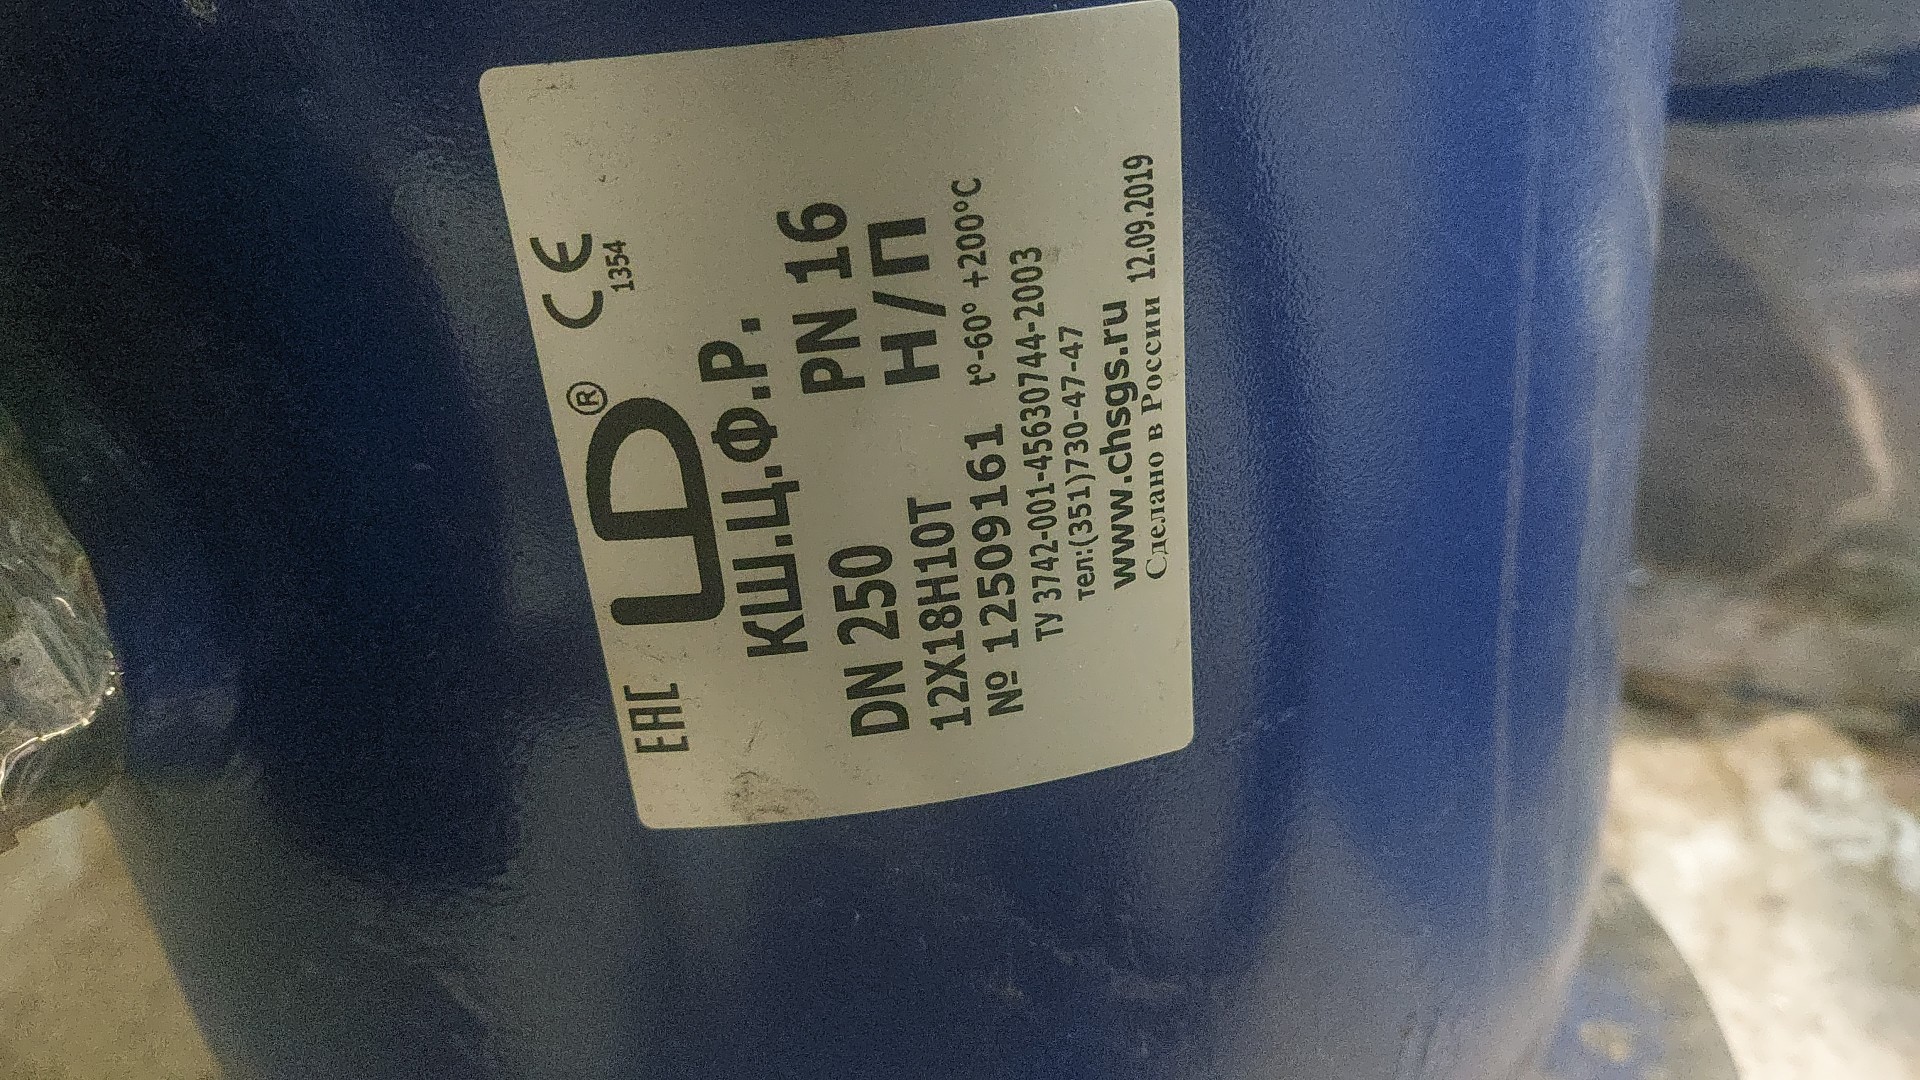 EAC LD® CE
1354
КШ.Ц.Ф.Р.
DN 250 PN 16
12Х18Н10Т Н/П
№ 12509161 t°-60° +200°C
ТУ 3742-001-45630744-2003
тел:(351)730-47-47
www.chsgs.ru
Сделано в России 12.09.2019